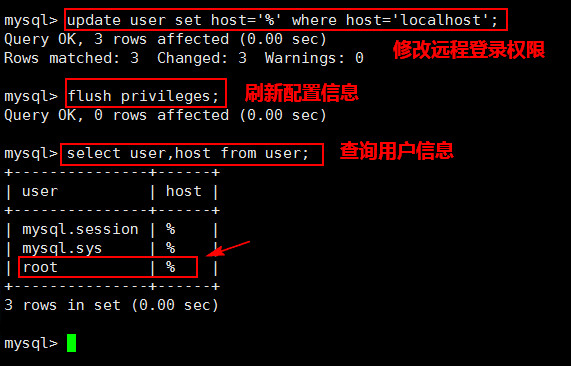 mysql> update user set host='%' where host='localhost';
Query OK, 3 rows affected (0.00 sec)
Rows matched: 3  Changed: 3  Warnings: 0
修改远程登录权限
mysql> flush privileges;
刷新配置信息
Query OK, 0 rows affected (0.00 sec)
mysql> select user,host from user;
查询用户信息
+---------------+------+
| user          | host |
+---------------+------+
| mysql.session | %    |
| mysql.sys     | %    |
| root          | %    |
+---------------+------+
3 rows in set (0.00 sec)
mysql>